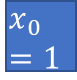 x₀
= 1